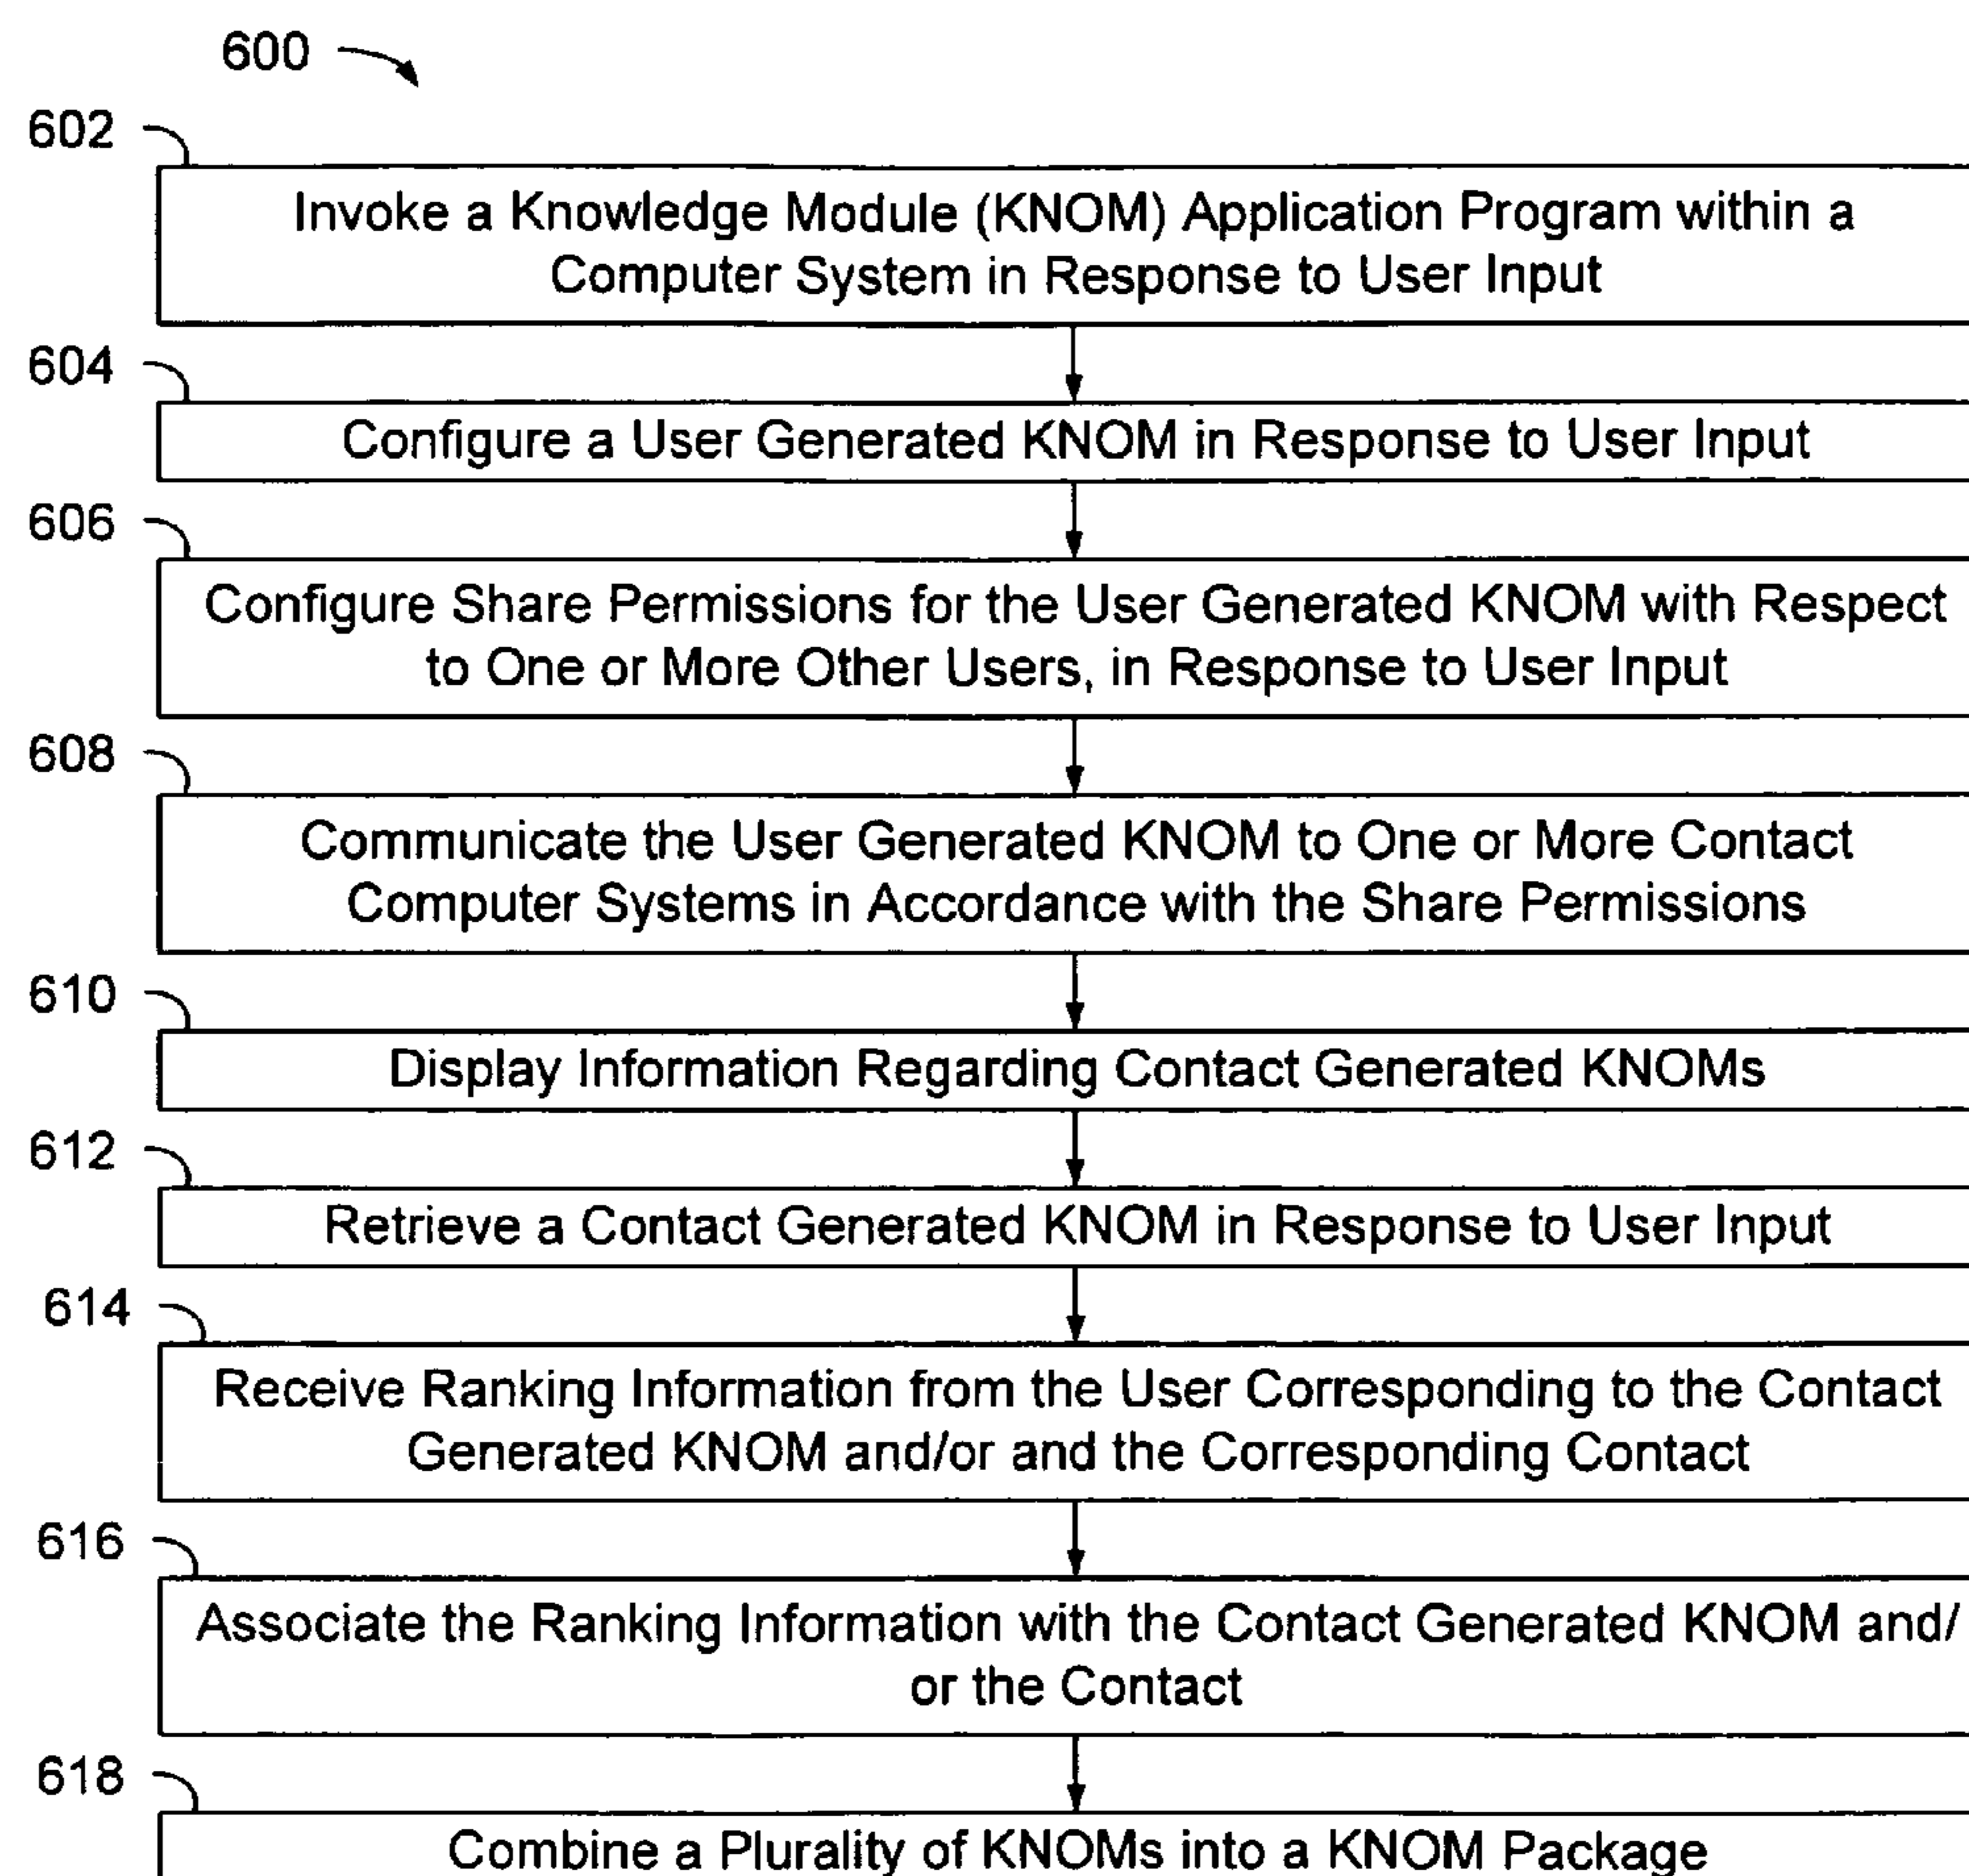 600
602
Invoke a Knowledge Module (KNOM) Application Program within a
Computer System in Response to User Input
604
Configure a User Generated KNOM in Response to User Input
606
Configure Share Permissions for the User Generated KNOM with Respect
to One or More Other Users, in Response to User Input
608
Communicate the User Generated KNOM to One or More Contact
Computer Systems in Accordance with the Share Permissions
610
Display Information Regarding Contact Generated KNOMs
612
Retrieve a Contact Generated KNOM in Response to User Input
614
Receive Ranking Information from the User Corresponding to the Contact
Generated KNOM and/or and the Corresponding Contact
616
Associate the Ranking Information with the Contact Generated KNOM and/
or the Contact
618
Combine a Plurality of KNOMs into a KNOM Package